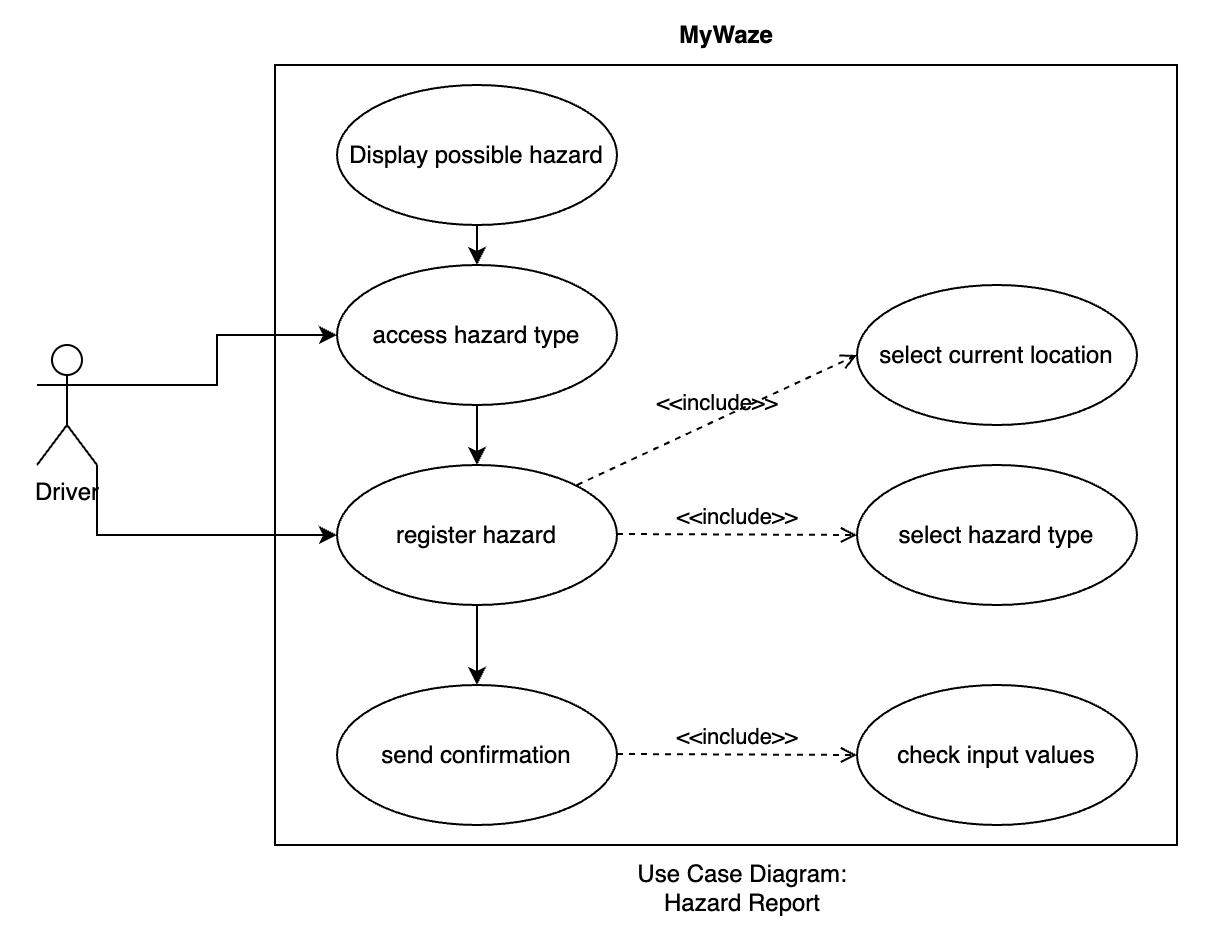 MyWaze
Display possible hazard
access hazard type
select current location
<<include>>
Driver
register hazard
<<include>>
select hazard type
send confirmation
<<include>>
check input values
Use Case Diagram:
Hazard Report